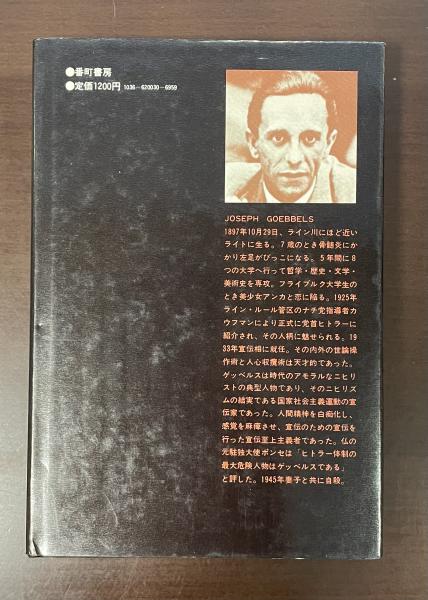 ●番町書房
●定価1200円 1036-620030-6959
JOSEPH GOEBBELS
1897年10月29日、ライン川にほど近い
ライトに生る。7歳のとき骨髄炎にか
かり左足がびっこになる。5年間に8
つの大学へ行って哲学・歴史・文学・
美術史を専攻。フライブルク大学生の
とき美少女アンカと恋に陥る。1925年
ライン・ルール管区のナチ党指導者カ
ウフマンにより正式に党首ヒトラーに
紹介され、その人柄に魅せられる。19
33年宣伝相に就任。その内外の世論操
作術と人心収攬術は天才的であった。
ゲッベルスは時代のアモラルなニヒリ
ストの典型人物であり、そのニヒリズ
ムの結実である国家社会主義運動の宣
伝家であった。人間精神を白痴化し、
感覚を麻痺させ、宣伝のための宣伝を
行った宣伝至上主義者であった。仏の
元駐独大使ポンセは「ヒトラー体制の
最大危険人物はゲッベルスである」
と評した。1945年妻子と共に自殺。